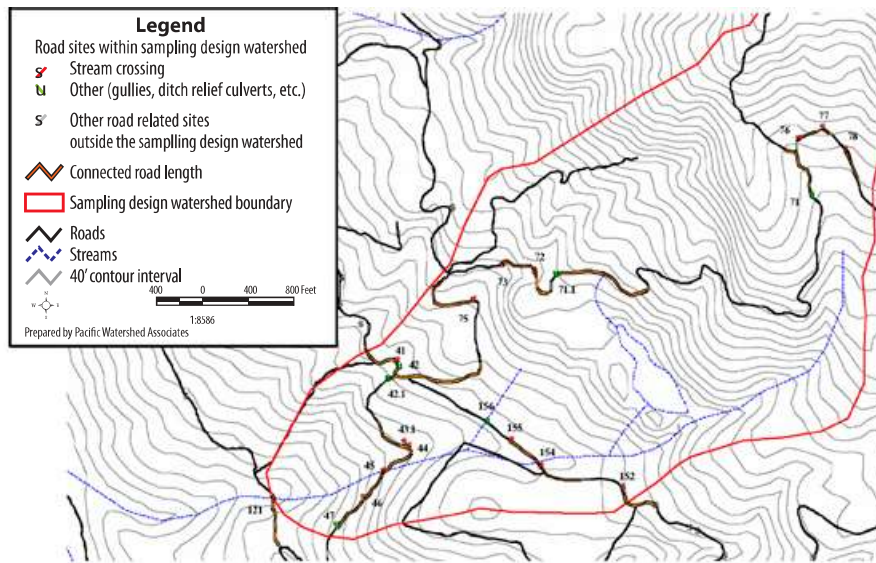 Legend
Road sites within sampling design watershed
S Stream crossing
u Other (gullies, ditch relief culverts, etc.)
S Other road related sites
outside the samplling design watershed
Connected road length
Sampling design watershed boundary
Roads
Streams
40' contour interval
N
W E
S
400 0 400 800 Feet
1:8586
Prepared by Pacific Watershed Associates
77
76
78
71
72
73
71.1
75
41
42
42.1
156
43.1
155
44
154
45
152
46
121
47